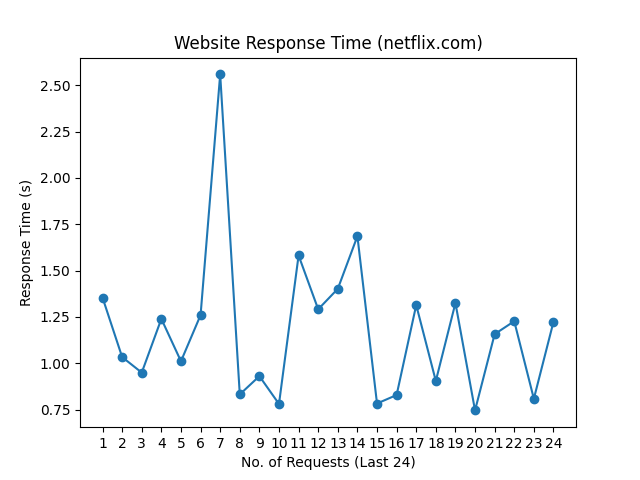 Website Response Time (netflix.com)
2.50
2.25
2.00
1.75
1.50
1.25
1.00
0.75
Response Time (s)
1 2 3 4 5 6 7 8 9 10 11 12 13 14 15 16 17 18 19 20 21 22 23 24
No. of Requests (Last 24)